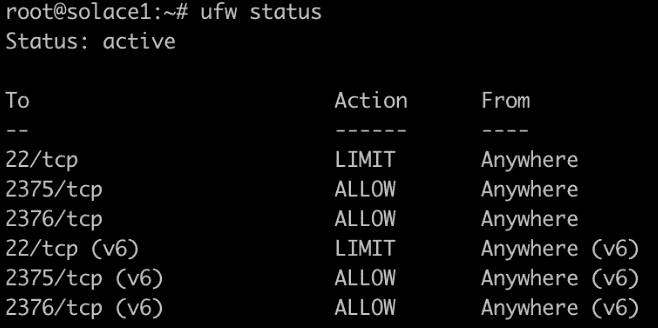 root@solace1:~# ufw status
Status: active
To Action From
-- ------ ----
22/tcp LIMIT Anywhere
2375/tcp ALLOW Anywhere
2376/tcp ALLOW Anywhere
22/tcp (v6) LIMIT Anywhere (v6)
2375/tcp (v6) ALLOW Anywhere (v6)
2376/tcp (v6) ALLOW Anywhere (v6)